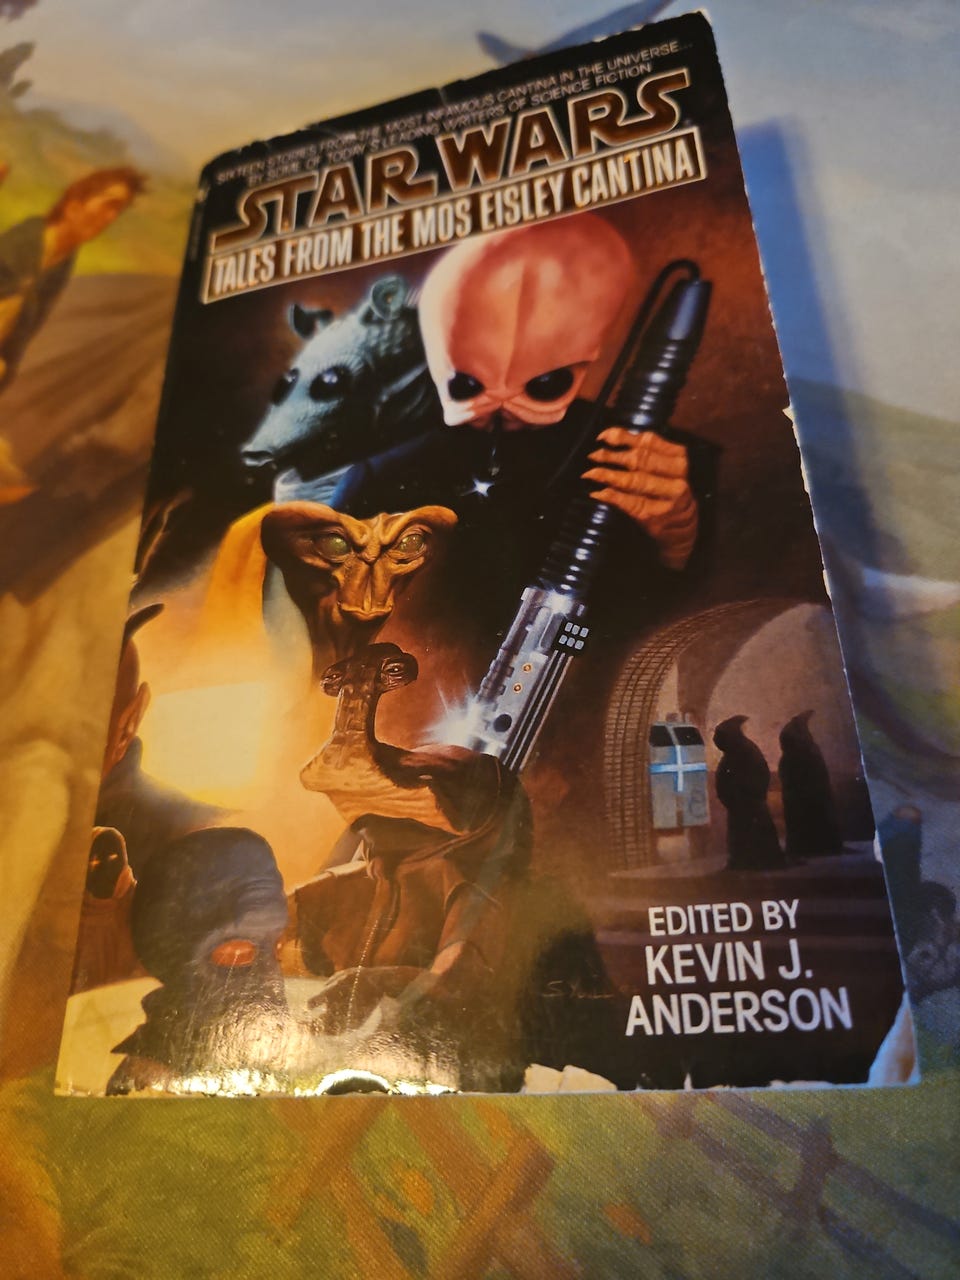 SIXTEEN STORIES FROM THE MOST INFAMOUS CANTINA IN THE UNIVERSE...
BY SOME OF TODAY'S LEADING WRITERS OF SCIENCE FICTION
STAR WARS
TALES FROM THE MOS EISLEY CANTINA
EDITED BY
KEVIN J.
ANDERSON